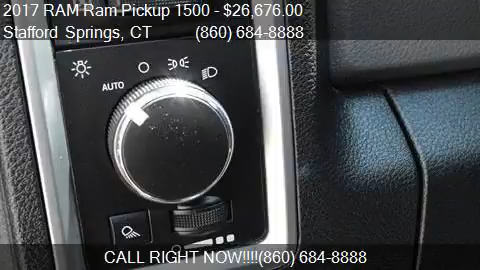 2017 RAM Ram Pickup 1500 - $26,676.00
Stafford Springs, CT (860) 684-8888
AUTO
CALL RIGHT NOW!!!!(860) 684-8888